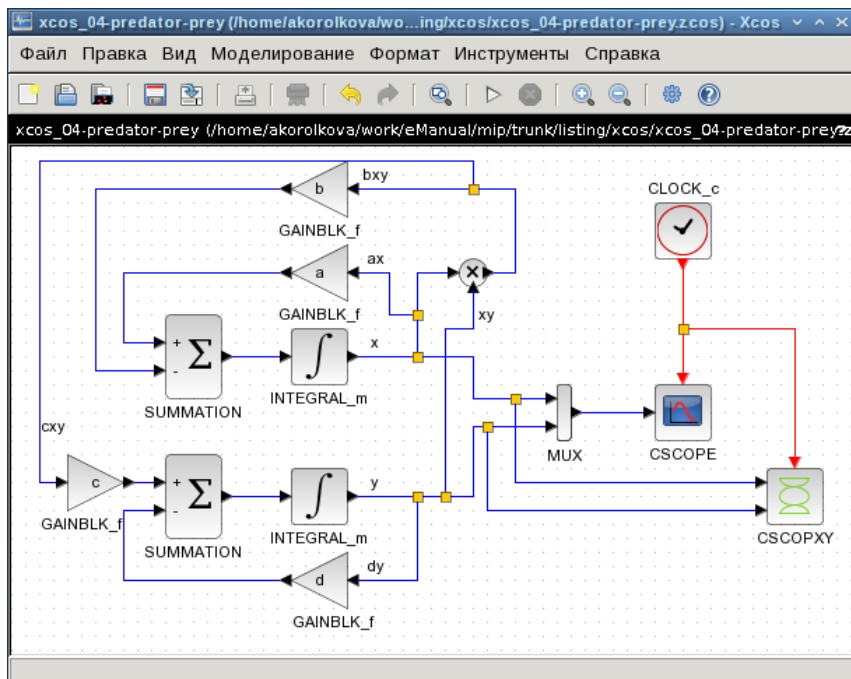 xcos_04-predator-prey (/home/akorolkova/wo...ing/xcos/xcos_04-predator-prey.zcos) - Xcos
Файл Правка Вид Моделирование Формат Инструменты Справка
xcos_04-predator-prey (/home/akorolkova/work/eManual/mip/trunk/listing/xcos/xcos_04-predator-prey.z
b
bxy
GAINBLK_f
CLOCK_c
a
ax
GAINBLK_f
xy
+
-
Σ
SUMMATION
∫
x
INTEGRAL_m
MUX
CSCOPE
cxy
c
GAINBLK_f
+
-
Σ
SUMMATION
∫
y
INTEGRAL_m
CSCOPXY
d
dy
GAINBLK_f